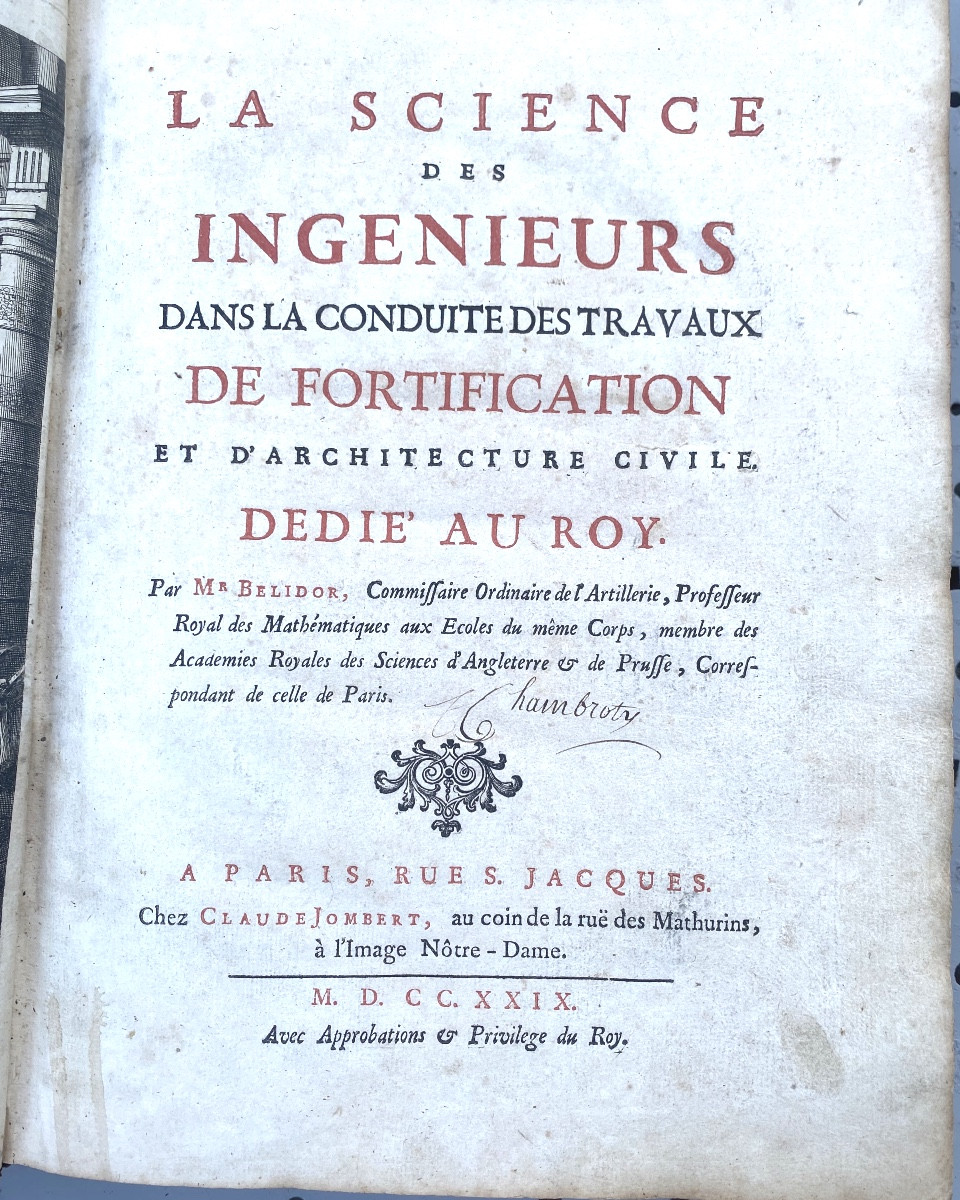 LA SCIENCE
DES
INGENIEURS
DANS LA CONDUITE DES TRAVAUX
DE FORTIFICATION
ET D'ARCHITECTURE CIVILE.
DEDIE' AU ROY.
Par MR BELIDOR, Commiſſaire Ordinaire de l'Artillerie, Profeſſeur
Royal des Mathématiques aux Ecoles du même Corps, membre des
Academies Royales des Sciences d'Angleterre & de Pruſſe, Correſ-
pondant de celle de Paris.
Chambroty
A PARIS, RUE S. JACQUES.
Chez CLAUDE JOMBERT, au coin de la ruë des Mathurins,
à l'Image Nôtre-Dame.
M. D. CC. XXIX.
Avec Approbations & Privilege du Roy.